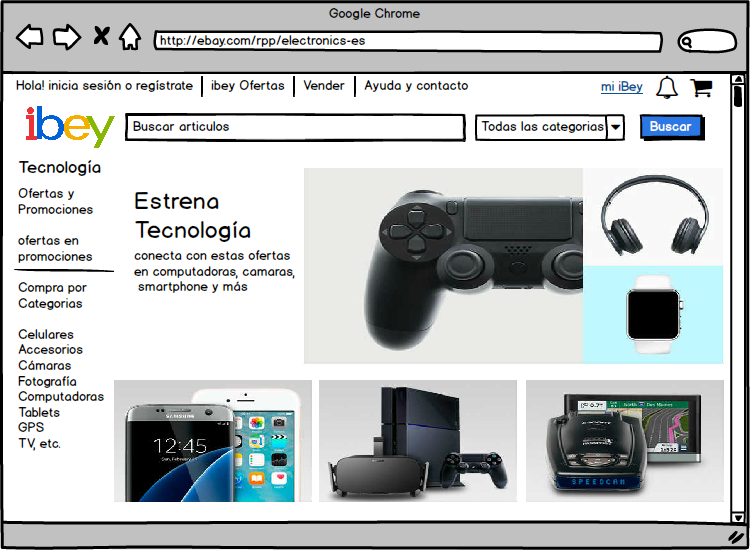 Google Chrome
http://ebay.com/rpp/electronics-es
Hola! inicia sesión o regístrate
ibey Ofertas
Vender
Ayuda y contacto
mi iBey
ibey
Buscar articulos
Todas las categorias
Buscar
Tecnología
Ofertas y
Promociones
ofertas en
promociones
Compra por
Categorias
Celulares
Accesorios
Cámaras
Fotografía
Computadoras
Tablets
GPS
TV, etc.
Estrena
Tecnología
conecta con estas ofertas
en computadoras, camaras,
smartphone y más
SAMSUNG
12:45
SPEEDCAM